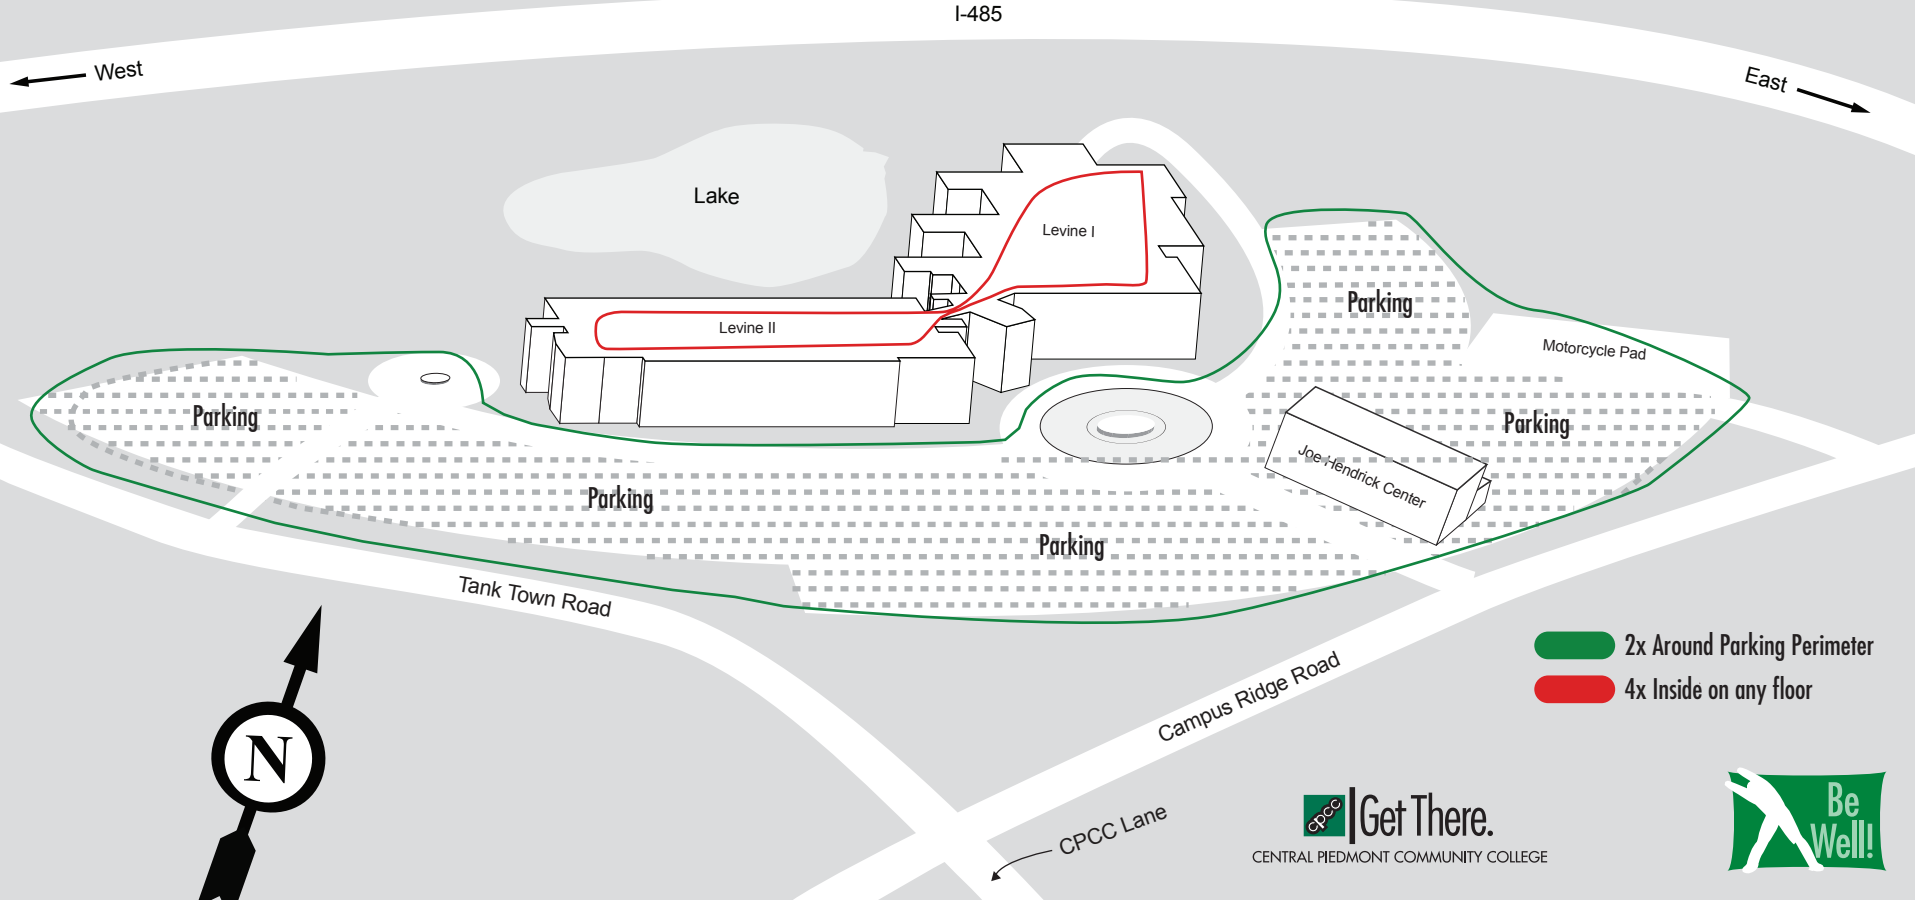 I-485
West
East
Lake
Levine I
Levine II
Parking
Motorcycle Pad
Parking
Parking
Joe Hendrick Center
Parking
Parking
Tank Town Road
2x Around Parking Perimeter
4x Inside on any floor
Campus Ridge Road
N
CPCC Lane
cpcc
Get There.
CENTRAL PIEDMONT COMMUNITY COLLEGE
Be
Well!